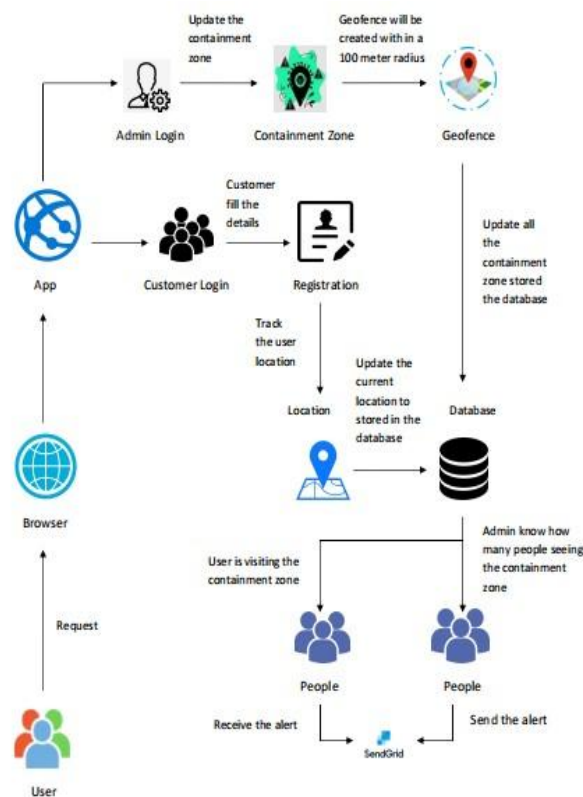 Update the
containment
zone
Geofence will be
created with in a
100 meter radius
Admin Login
Containment Zone
Geofence
Customer
fill the
details
App
Customer Login
Registration
Update all
the
containment
zone stored
the database
Track
the user
location
Update the
current
location to
stored in the
database
Location
Database
Browser
User is visiting the
containment zone
Admin know how
many people seeing
the containment
zone
Request
People
People
Receive the alert
Send the alert
SendGrid
User